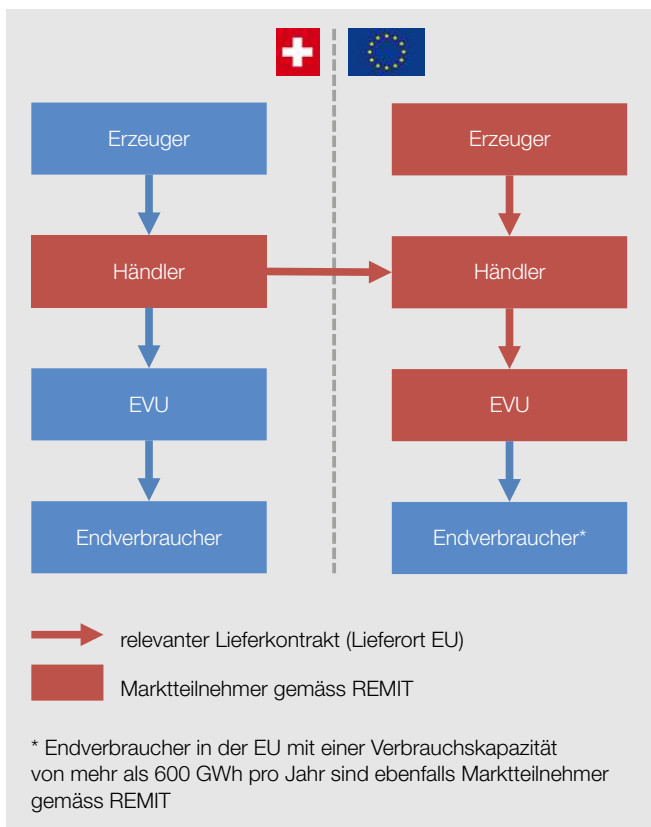 Erzeuger
Erzeuger
Händler
Händler
EVU
EVU
Endverbraucher
Endverbraucher*
relevanter Lieferkontrakt (Lieferort EU)
Marktteilnehmer gemäss REMIT
* Endverbraucher in der EU mit einer Verbrauchskapazität
von mehr als 600 GWh pro Jahr sind ebenfalls Marktteilnehmer
gemäss REMIT